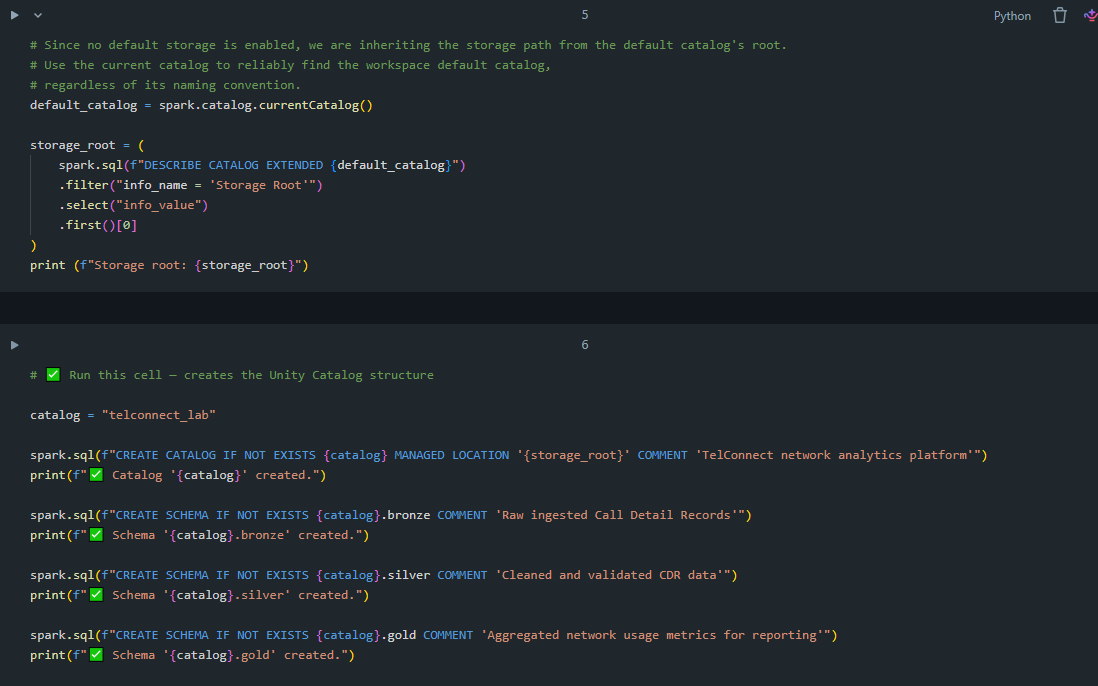 5
Python
# Since no default storage is enabled, we are inheriting the storage path from the default catalog's root.
# Use the current catalog to reliably find the workspace default catalog,
# regardless of its naming convention.
default_catalog = spark.catalog.currentCatalog()
storage_root = (
    spark.sql(f"DESCRIBE CATALOG EXTENDED {default_catalog}")
    .filter("info_name = 'Storage Root'")
    .select("info_value")
    .first()[0]
)
print (f"Storage root: {storage_root}")
6
# ✅ Run this cell — creates the Unity Catalog structure
catalog = "telconnect_lab"
spark.sql(f"CREATE CATALOG IF NOT EXISTS {catalog} MANAGED LOCATION '{storage_root}' COMMENT 'TelConnect network analytics platform'")
print(f"✅ Catalog '{catalog}' created.")
spark.sql(f"CREATE SCHEMA IF NOT EXISTS {catalog}.bronze COMMENT 'Raw ingested Call Detail Records'")
print(f"✅ Schema '{catalog}.bronze' created.")
spark.sql(f"CREATE SCHEMA IF NOT EXISTS {catalog}.silver COMMENT 'Cleaned and validated CDR data'")
print(f"✅ Schema '{catalog}.silver' created.")
spark.sql(f"CREATE SCHEMA IF NOT EXISTS {catalog}.gold COMMENT 'Aggregated network usage metrics for reporting'")
print(f"✅ Schema '{catalog}.gold' created.")